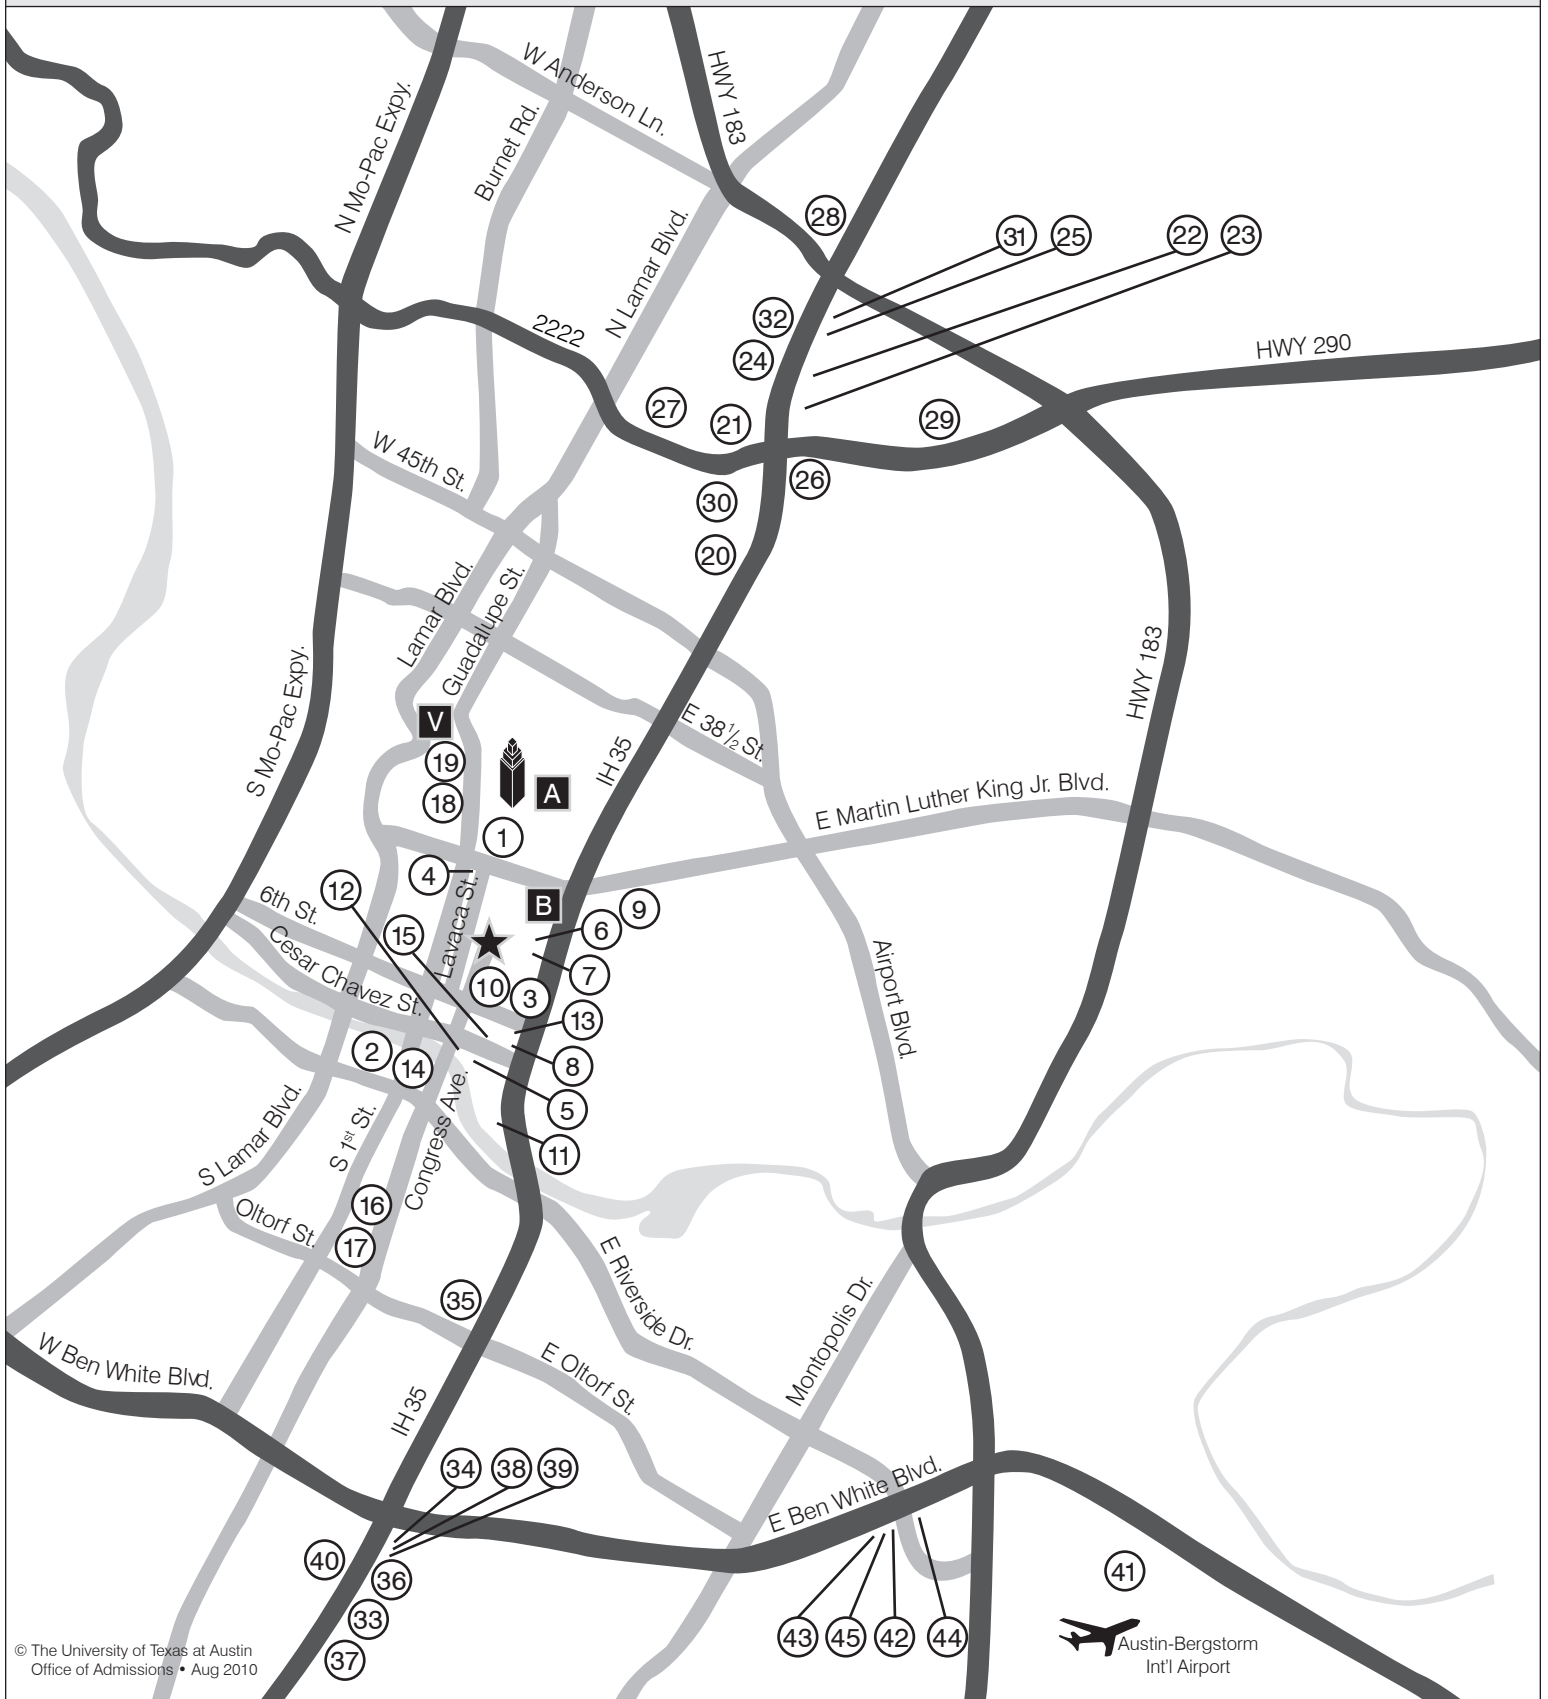 W Anderson Ln.
HWY 183
N Mo-Pac Expy.
Burnet Rd.
N Lamar Blvd.
28
31
25
22
23
32
2222
24
HWY 290
27
21
29
W 45th St.
26
30
20
Lamar Blvd.
Guadalupe St.
HWY 183
S Mo-Pac Expy.
V
E 38 1/2 St.
IH 35
19
A
18
E Martin Luther King Jr. Blvd.
1
4
12
6th St.
Lavaca St.
B
9
15
6
Cesar Chavez St.
7
10
3
Airport Blvd.
13
2
14
8
5
S Lamar Blvd.
S 1st St.
Congress Ave.
11
16
Oltorf St.
17
E Riverside Dr.
35
Montopolis Dr.
W Ben White Blvd.
E Oltorf St.
IH 35
34
38
39
E Ben White Blvd.
40
36
41
33
43
45
42
44
37
Austin-Bergstorm
Int'l Airport
© The University of Texas at Austin
Office of Admissions • Aug 2010